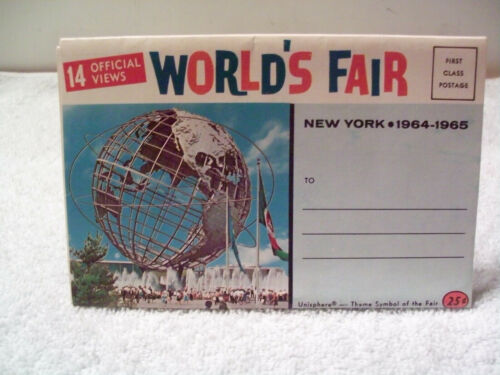 14 OFFICIAL VIEWS
WORLD'S FAIR
FIRST
CLASS
POSTAGE
NEW YORK • 1964-1965
TO
Unisphere® — Theme Symbol of the Fair
25¢